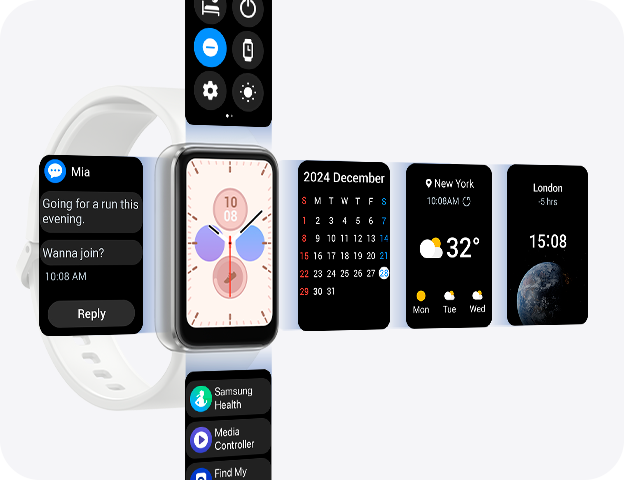 Mia
Going for a run this
evening.
Wanna join?
10:08 AM
Reply
10
08
2024 December
S M T W T F S
1 2 3 4 5 6 7
8 9 10 11 12 13 14
15 16 17 18 19 20 21
22 23 24 25 26 27 28
29 30 31
New York
10:08AM
32°
Mon Tue Wed
London
-5 hrs
15:08
Samsung
Health
Media
Controller
Find My